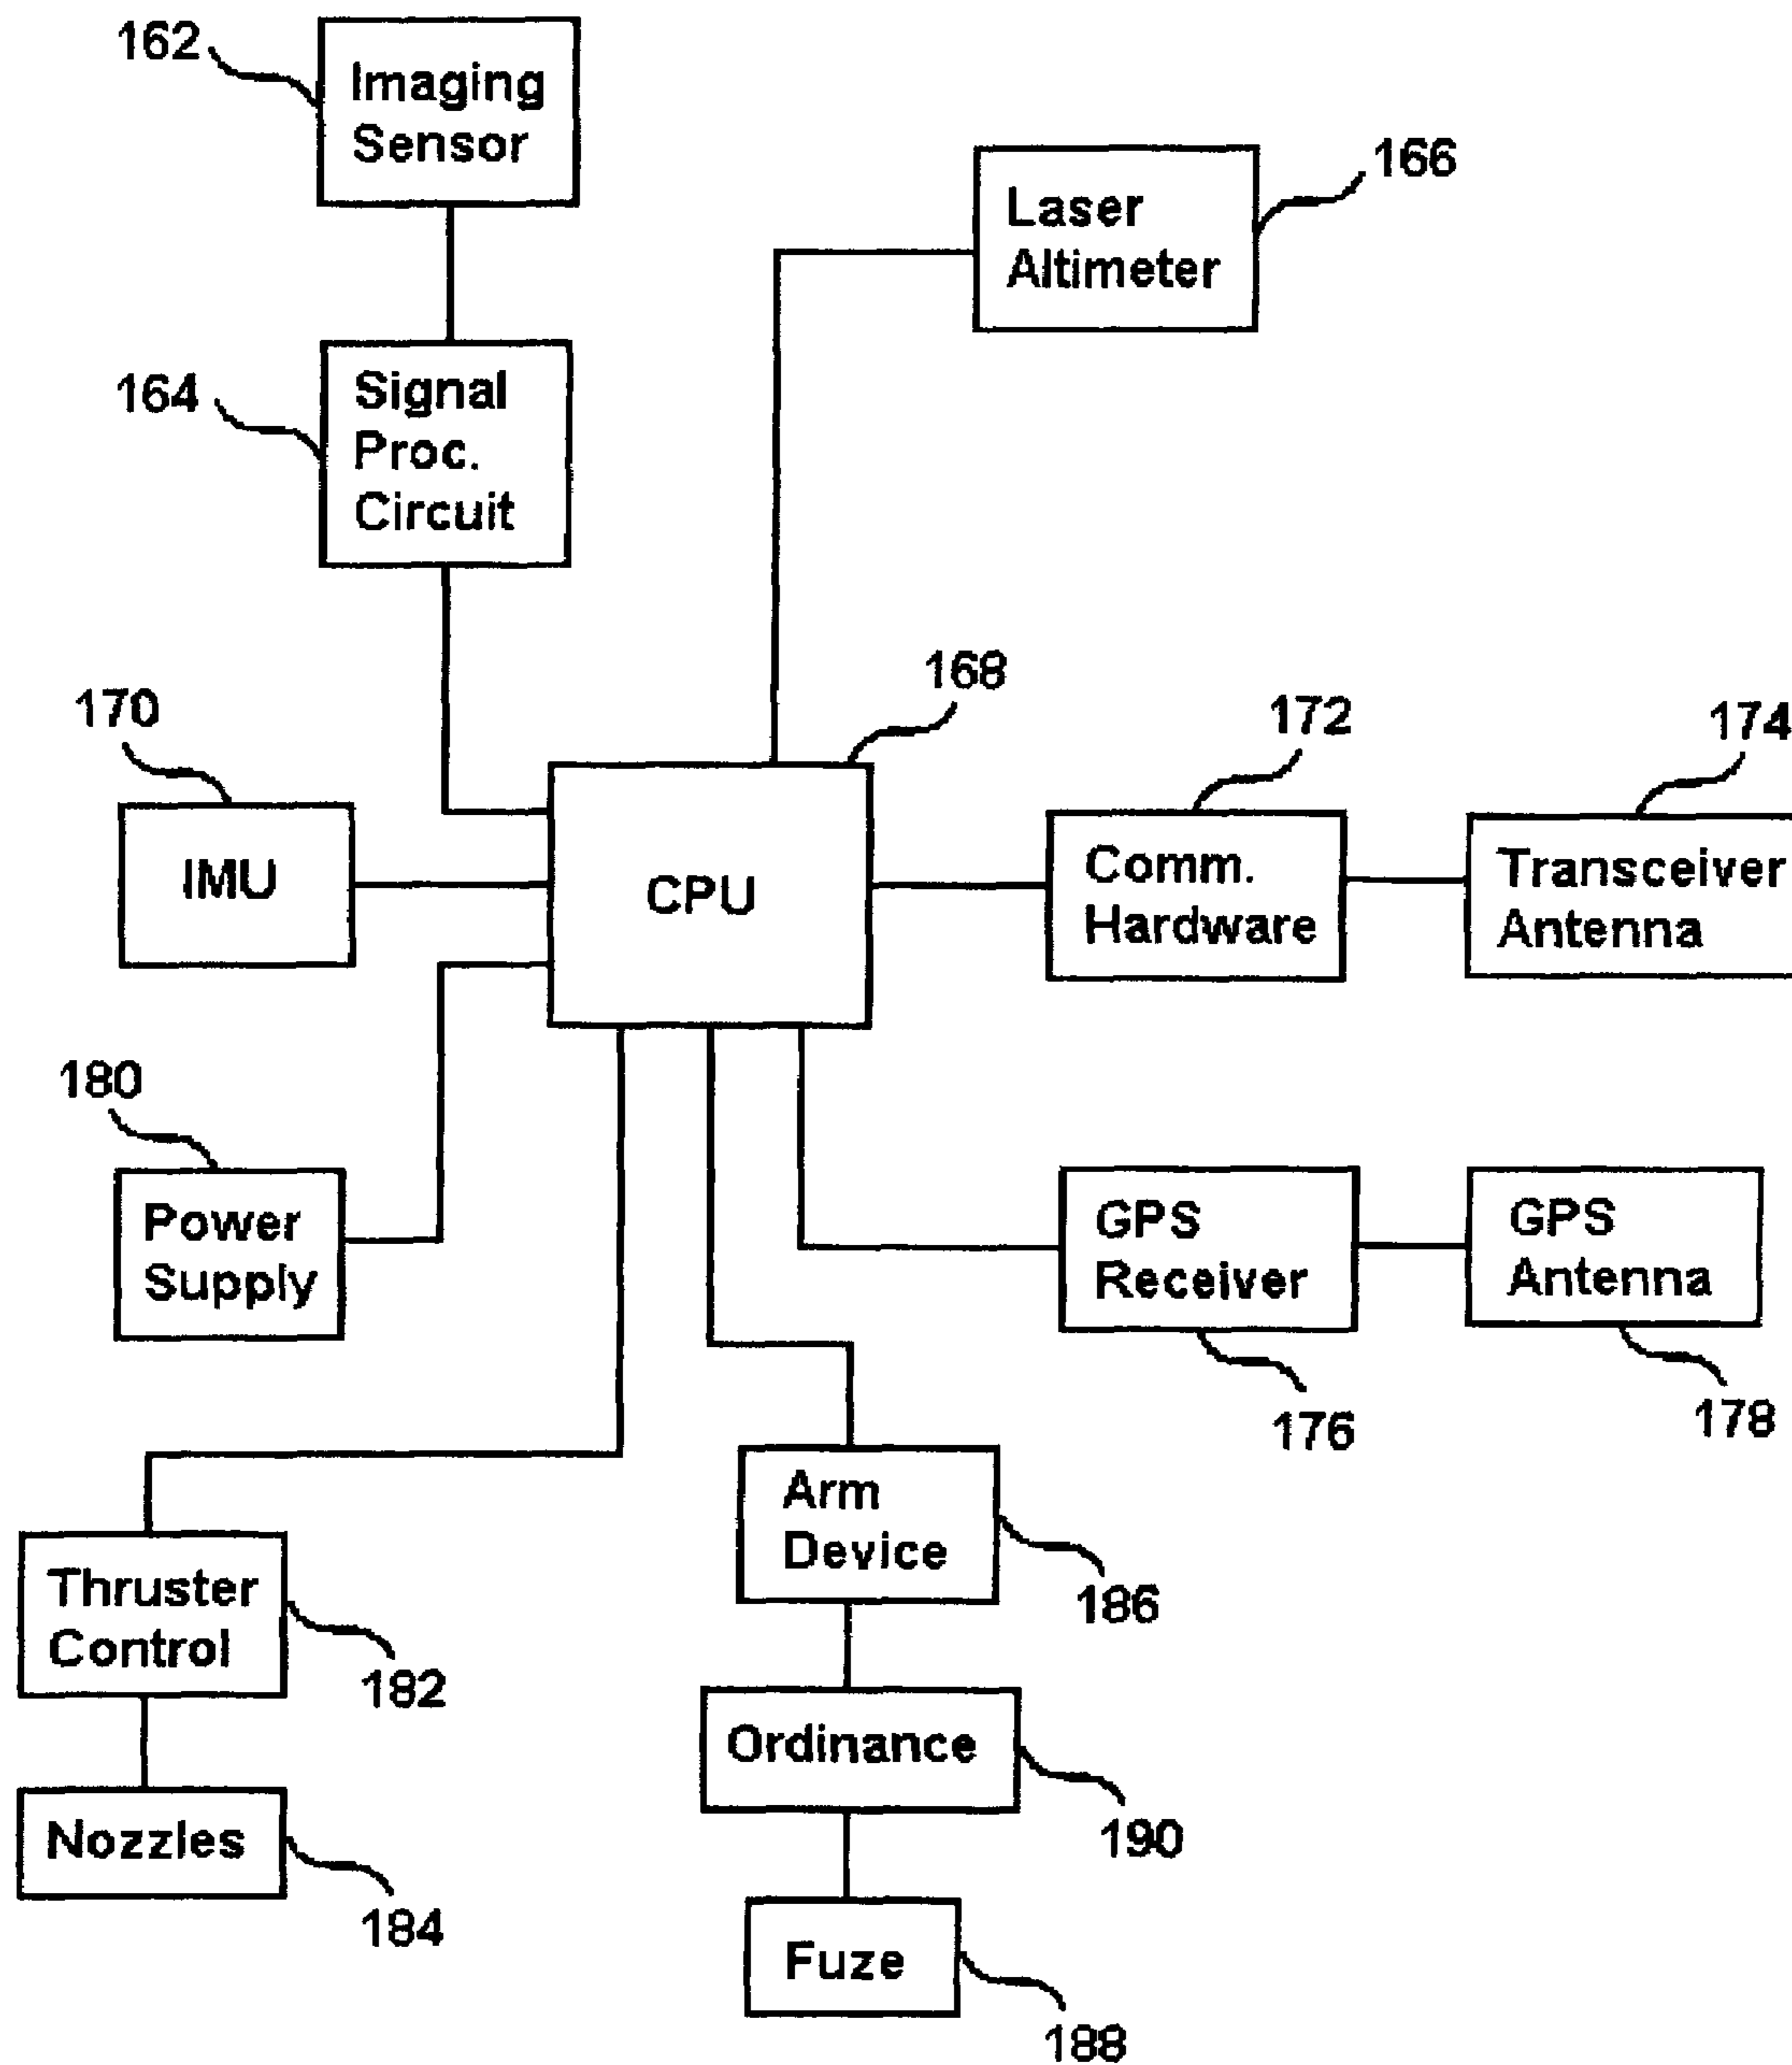 162
Imaging
Sensor
166
Laser
Altimeter
164
Signal
Proc.
Circuit
168
170
172
174
IMU
CPU
Comm.
Hardware
Transceiver
Antenna
180
Power
Supply
GPS
Receiver
GPS
Antenna
176
178
Arm
Device
186
Thruster
Control
182
Ordinance
190
Nozzles
184
Fuze
188